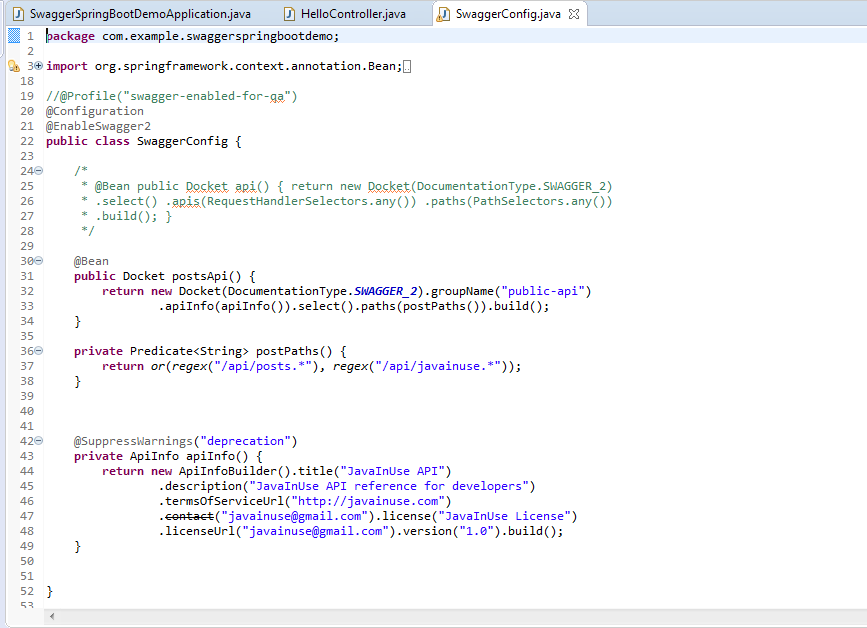 SwaggerSpringBootDemoApplication.java HelloController.java SwaggerConfig.java
1 package com.example.swaggerspringbootdemo;
2
3 import org.springframework.context.annotation.Bean;
18
19 //@Profile("swagger-enabled-for-qa")
20 @Configuration
21 @EnableSwagger2
22 public class SwaggerConfig {
23
24 /*
25 * @Bean public Docket api() { return new Docket(DocumentationType.SWAGGER_2)
26 * .select() .apis(RequestHandlerSelectors.any()) .paths(PathSelectors.any())
27 * .build(); }
28 */
29
30 @Bean
31 public Docket postsApi() {
32 return new Docket(DocumentationType.SWAGGER_2).groupName("public-api")
33 .apiInfo(apiInfo()).select().paths(postPaths()).build();
34 }
35
36 private Predicate<String> postPaths() {
37 return or(regex("/api/posts.*"), regex("/api/javainuse.*"));
38 }
39
40
41
42 @SuppressWarnings("deprecation")
43 private ApiInfo apiInfo() {
44 return new ApiInfoBuilder().title("JavaInUse API")
45 .description("JavaInUse API reference for developers")
46 .termsOfServiceUrl("http://javainuse.com")
47 .contact("javainuse@gmail.com").license("JavaInUse License")
48 .licenseUrl("javainuse@gmail.com").version("1.0").build();
49 }
50
51
52 }
53